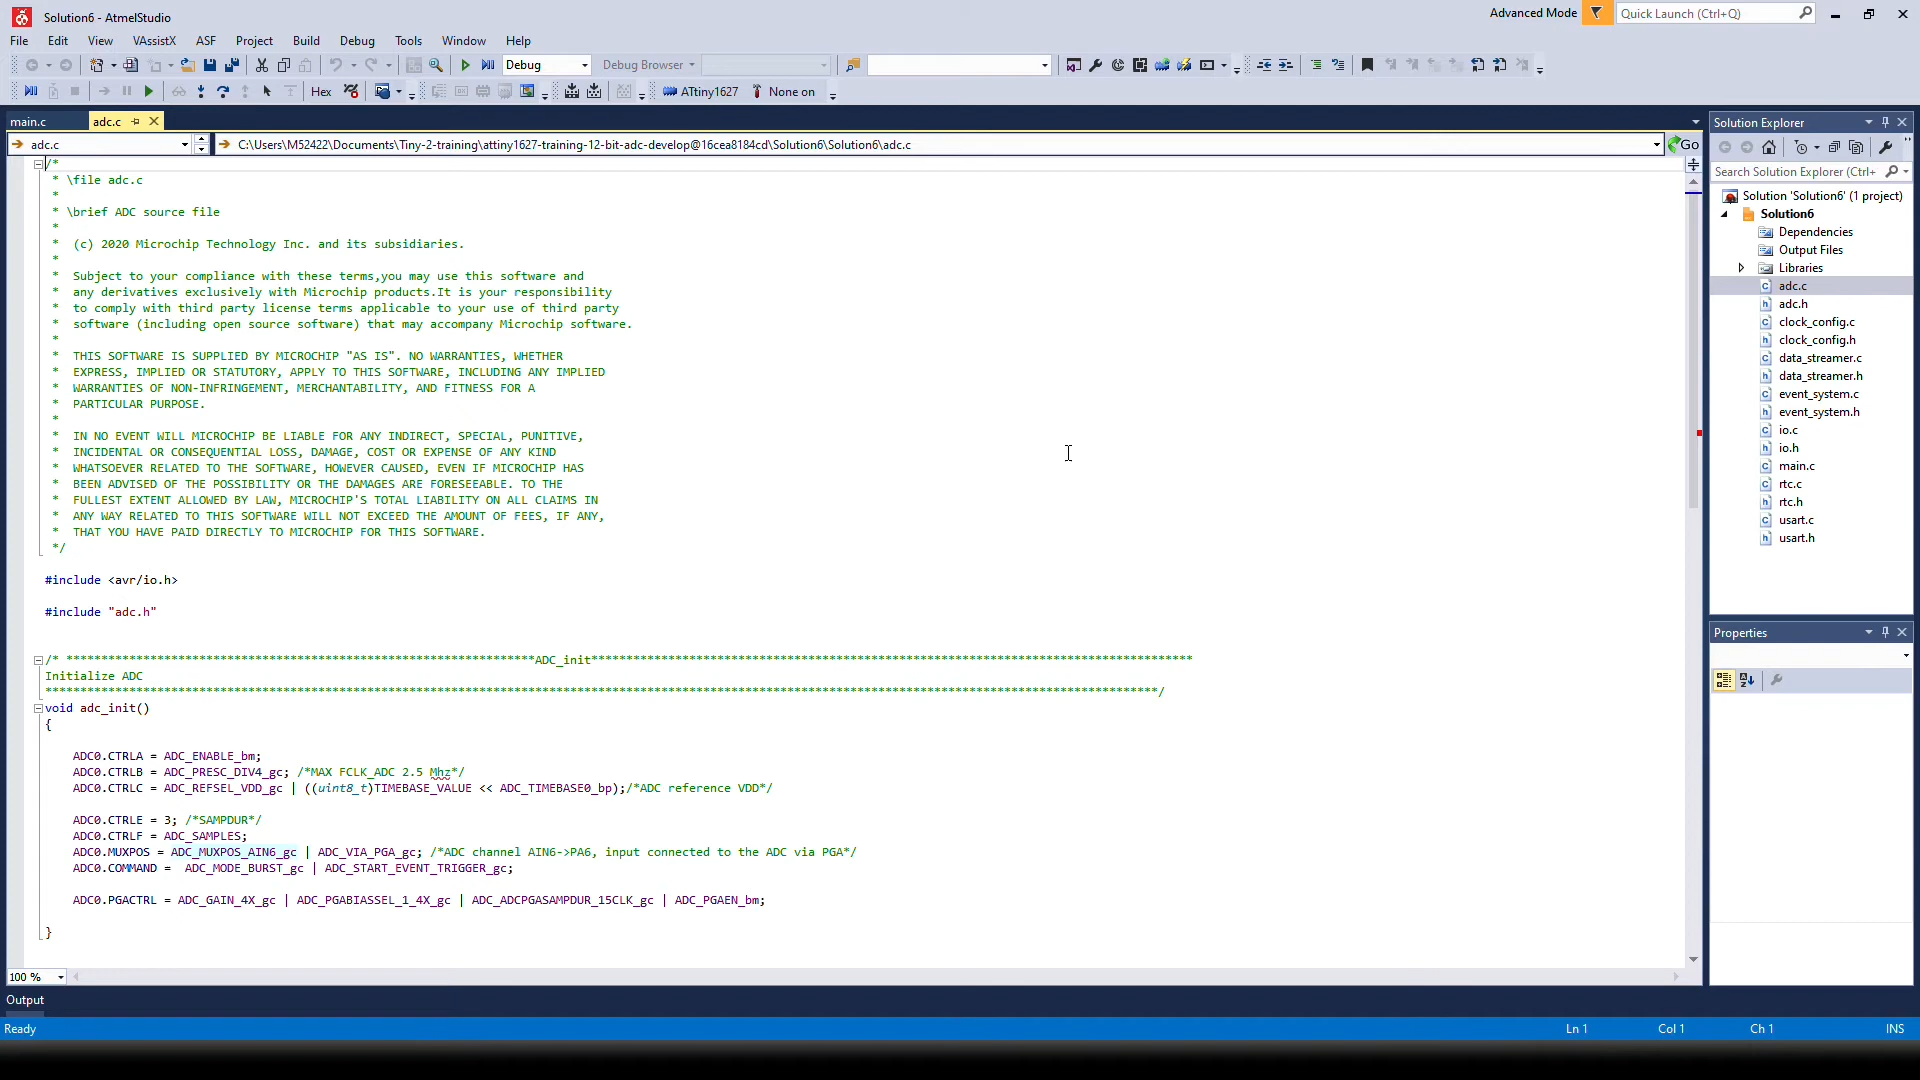 Solution6 - AtmelStudio
Advanced Mode
Quick Launch (Ctrl+Q)
File Edit View VAssistX ASF Project Build Debug Tools Window Help
Debug Debug Browser
Hex ATtiny1627 None on
main.c adc.c
adc.c C:\Users\M52422\Documents\Tiny-2-training\attiny1627-training-12-bit-adc-develop@16cea8184cd\Solution6\Solution6\adc.c Go
/*
* \file adc.c
*
* \brief ADC source file
*
* (c) 2020 Microchip Technology Inc. and its subsidiaries.
*
* Subject to your compliance with these terms,you may use this software and
* any derivatives exclusively with Microchip products.It is your responsibility
* to comply with third party license terms applicable to your use of third party
* software (including open source software) that may accompany Microchip software.
*
* THIS SOFTWARE IS SUPPLIED BY MICROCHIP "AS IS". NO WARRANTIES, WHETHER
* EXPRESS, IMPLIED OR STATUTORY, APPLY TO THIS SOFTWARE, INCLUDING ANY IMPLIED
* WARRANTIES OF NON-INFRINGEMENT, MERCHANTABILITY, AND FITNESS FOR A
* PARTICULAR PURPOSE.
*
* IN NO EVENT WILL MICROCHIP BE LIABLE FOR ANY INDIRECT, SPECIAL, PUNITIVE,
* INCIDENTAL OR CONSEQUENTIAL LOSS, DAMAGE, COST OR EXPENSE OF ANY KIND
* WHATSOEVER RELATED TO THE SOFTWARE, HOWEVER CAUSED, EVEN IF MICROCHIP HAS
* BEEN ADVISED OF THE POSSIBILITY OR THE DAMAGES ARE FORESEEABLE. TO THE
* FULLEST EXTENT ALLOWED BY LAW, MICROCHIP'S TOTAL LIABILITY ON ALL CLAIMS IN
* ANY WAY RELATED TO THIS SOFTWARE WILL NOT EXCEED THE AMOUNT OF FEES, IF ANY,
* THAT YOU HAVE PAID DIRECTLY TO MICROCHIP FOR THIS SOFTWARE.
*/
#include <avr/io.h>
#include "adc.h"
/* *******************************************************************ADC_init**************************************************************************************
Initialize ADC
***************************************************************************************************************************************************************/
void adc_init()
{
ADC0.CTRLA = ADC_ENABLE_bm;
ADC0.CTRLB = ADC_PRESC_DIV4_gc; /*MAX FCLK_ADC 2.5 Mhz*/
ADC0.CTRLC = ADC_REFSEL_VDD_gc | ((uint8_t)TIMEBASE_VALUE << ADC_TIMEBASE0_bp);/*ADC reference VDD*/
ADC0.CTRLE = 3; /*SAMPDUR*/
ADC0.CTRLF = ADC_SAMPLES;
ADC0.MUXPOS = ADC_MUXPOS_AIN6_gc | ADC_VIA_PGA_gc; /*ADC channel AIN6->PA6, input connected to the ADC via PGA*/
ADC0.COMMAND = ADC_MODE_BURST_gc | ADC_START_EVENT_TRIGGER_gc;
ADC0.PGACTRL = ADC_GAIN_4X_gc | ADC_PGABIASSEL_1_4X_gc | ADC_ADCPGASAMPDUR_15CLK_gc | ADC_PGAEN_bm;
}
100 %
Output
Ready Ln 1 Col 1 Ch 1 INS
Solution Explorer
Search Solution Explorer (Ctrl+
Solution 'Solution6' (1 project)
Solution6
Dependencies
Output Files
Libraries
adc.c
adc.h
clock_config.c
clock_config.h
data_streamer.c
data_streamer.h
event_system.c
event_system.h
io.c
io.h
main.c
rtc.c
rtc.h
usart.c
usart.h
Properties